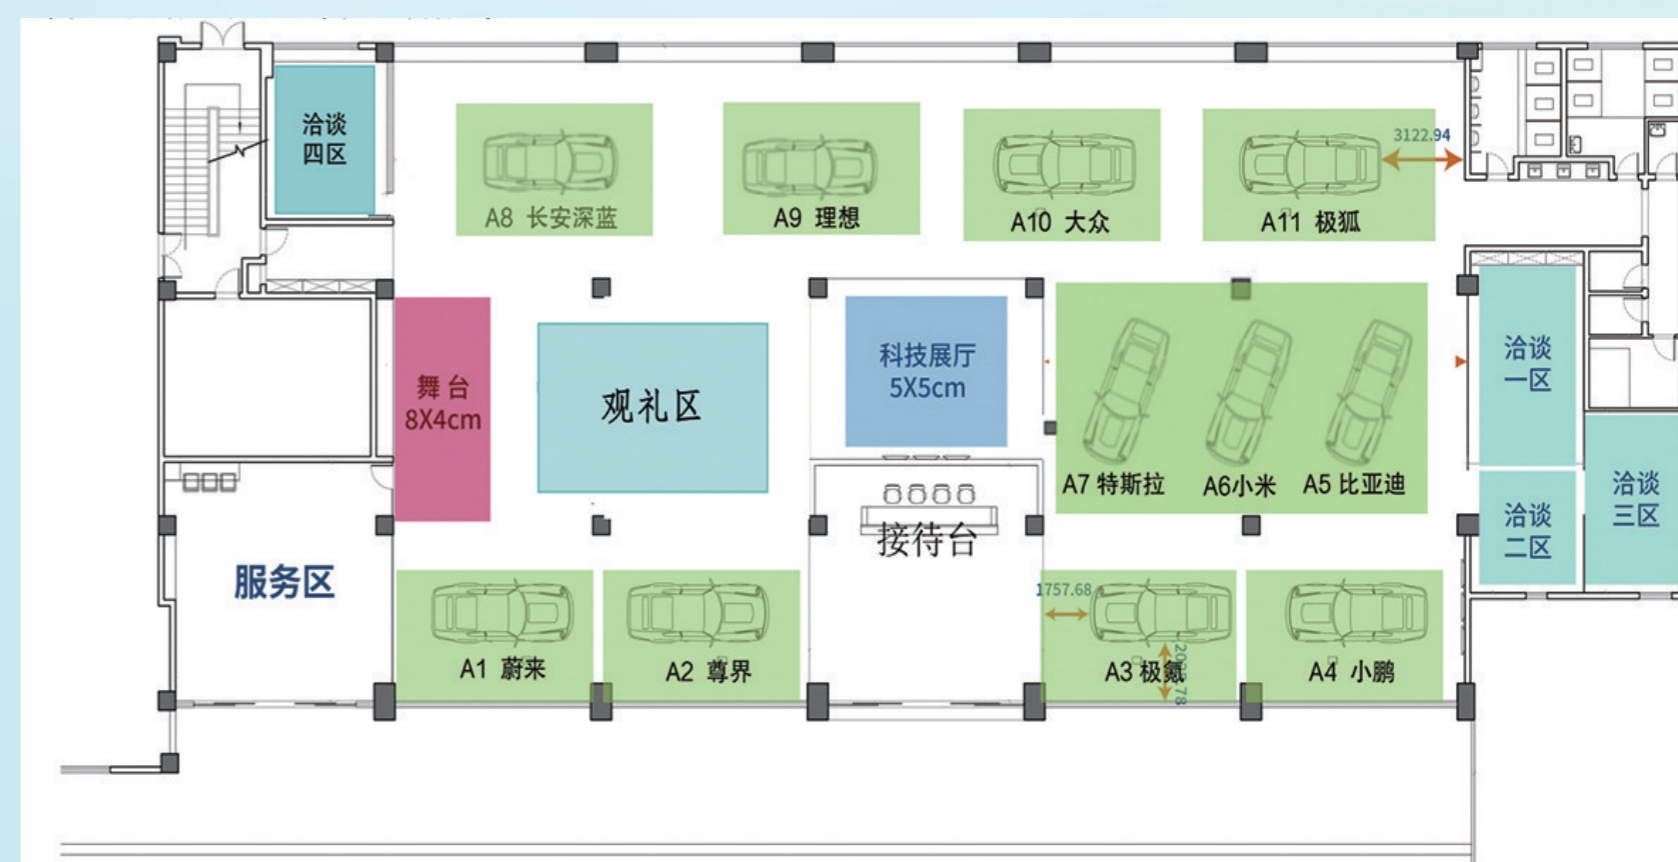 洽谈
四区
3122.94
A8 长安深蓝
A9 理想
A10 大众
A11 极狐
舞台
8X4cm
观礼区
科技展厅
5X5cm
A7 特斯拉
A6小米
A5 比亚迪
洽谈
一区
洽谈
二区
洽谈
三区
接待台
服务区
1757.68
A1 蔚来
A2 尊界
A3 极氪
A4 小鹏